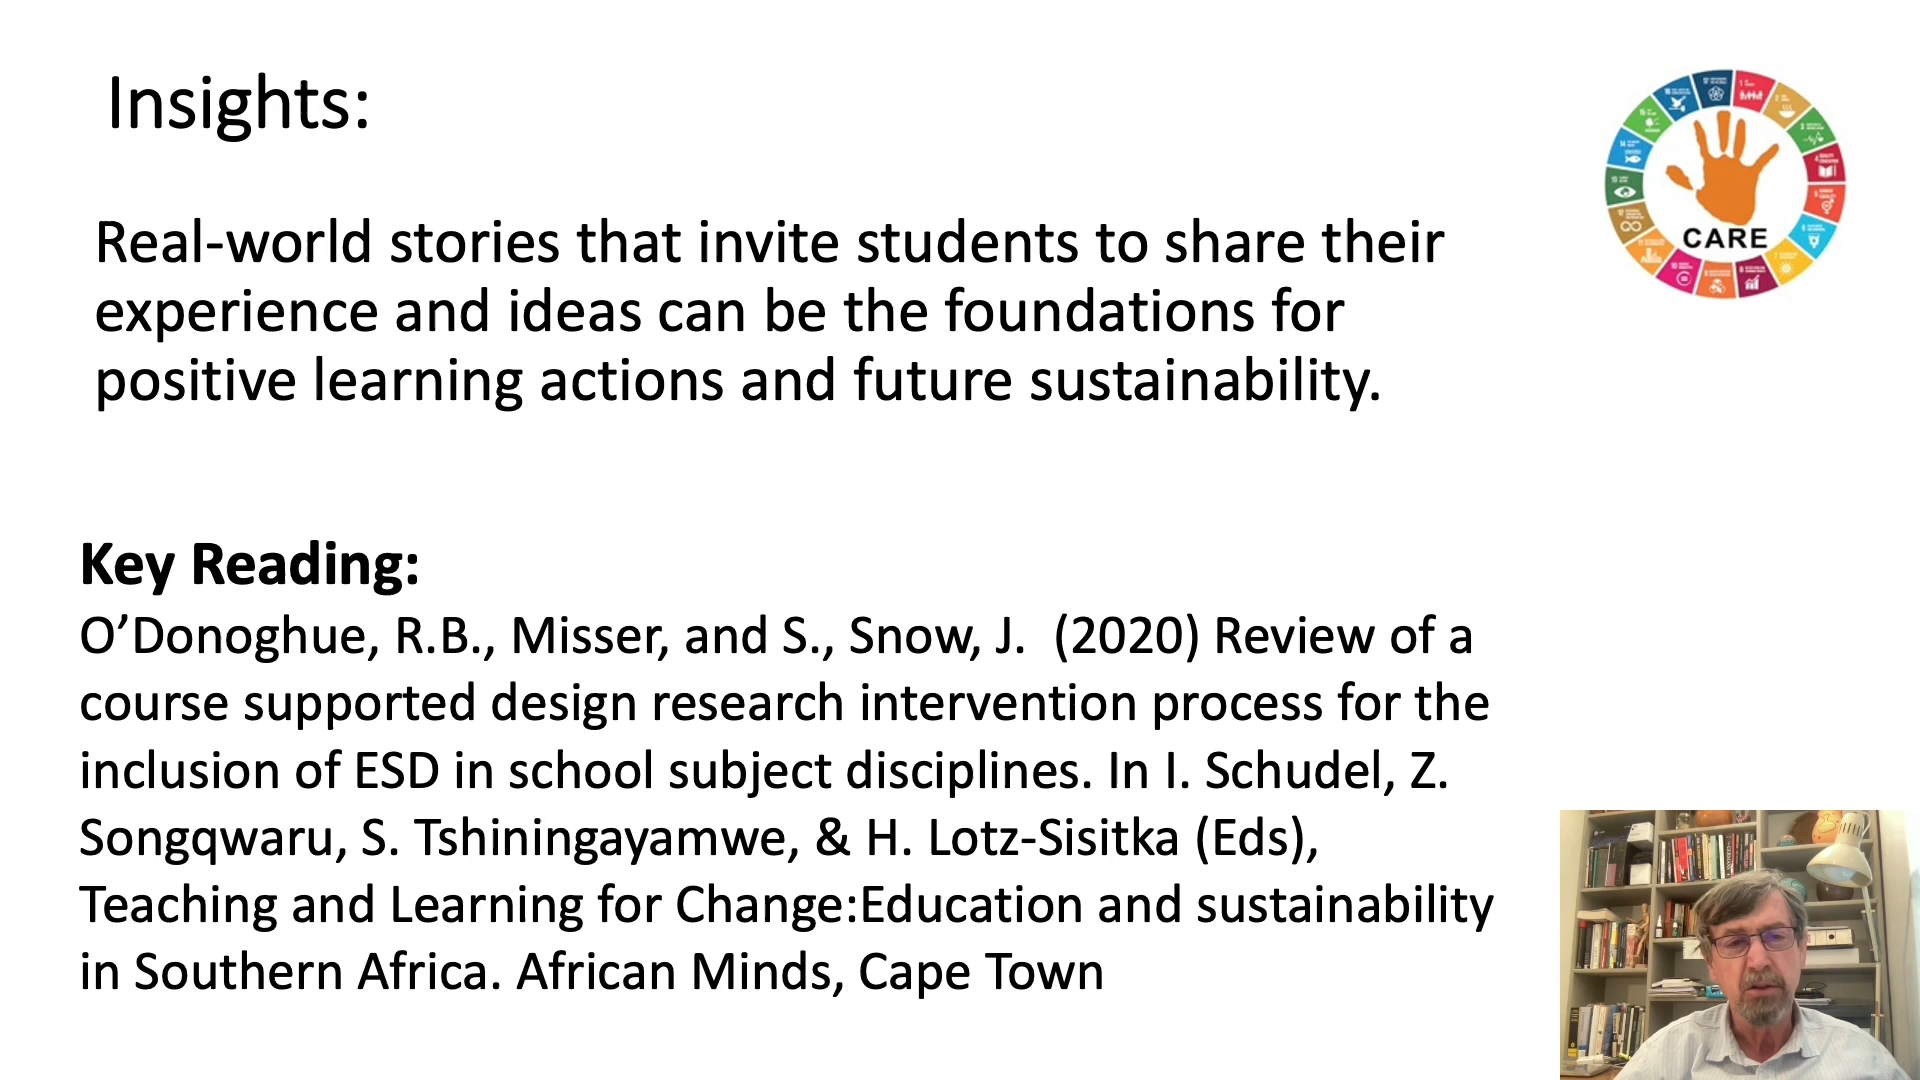 Insights:
CARE
Real-world stories that invite students to share their
experience and ideas can be the foundations for
positive learning actions and future sustainability.
Key Reading:
O’Donoghue, R.B., Misser, and S., Snow, J.  (2020) Review of a
course supported design research intervention process for the
inclusion of ESD in school subject disciplines. In I. Schudel, Z.
Songqwaru, S. Tshiningayamwe, & H. Lotz-Sisitka (Eds),
Teaching and Learning for Change:Education and sustainability
in Southern Africa. African Minds, Cape Town